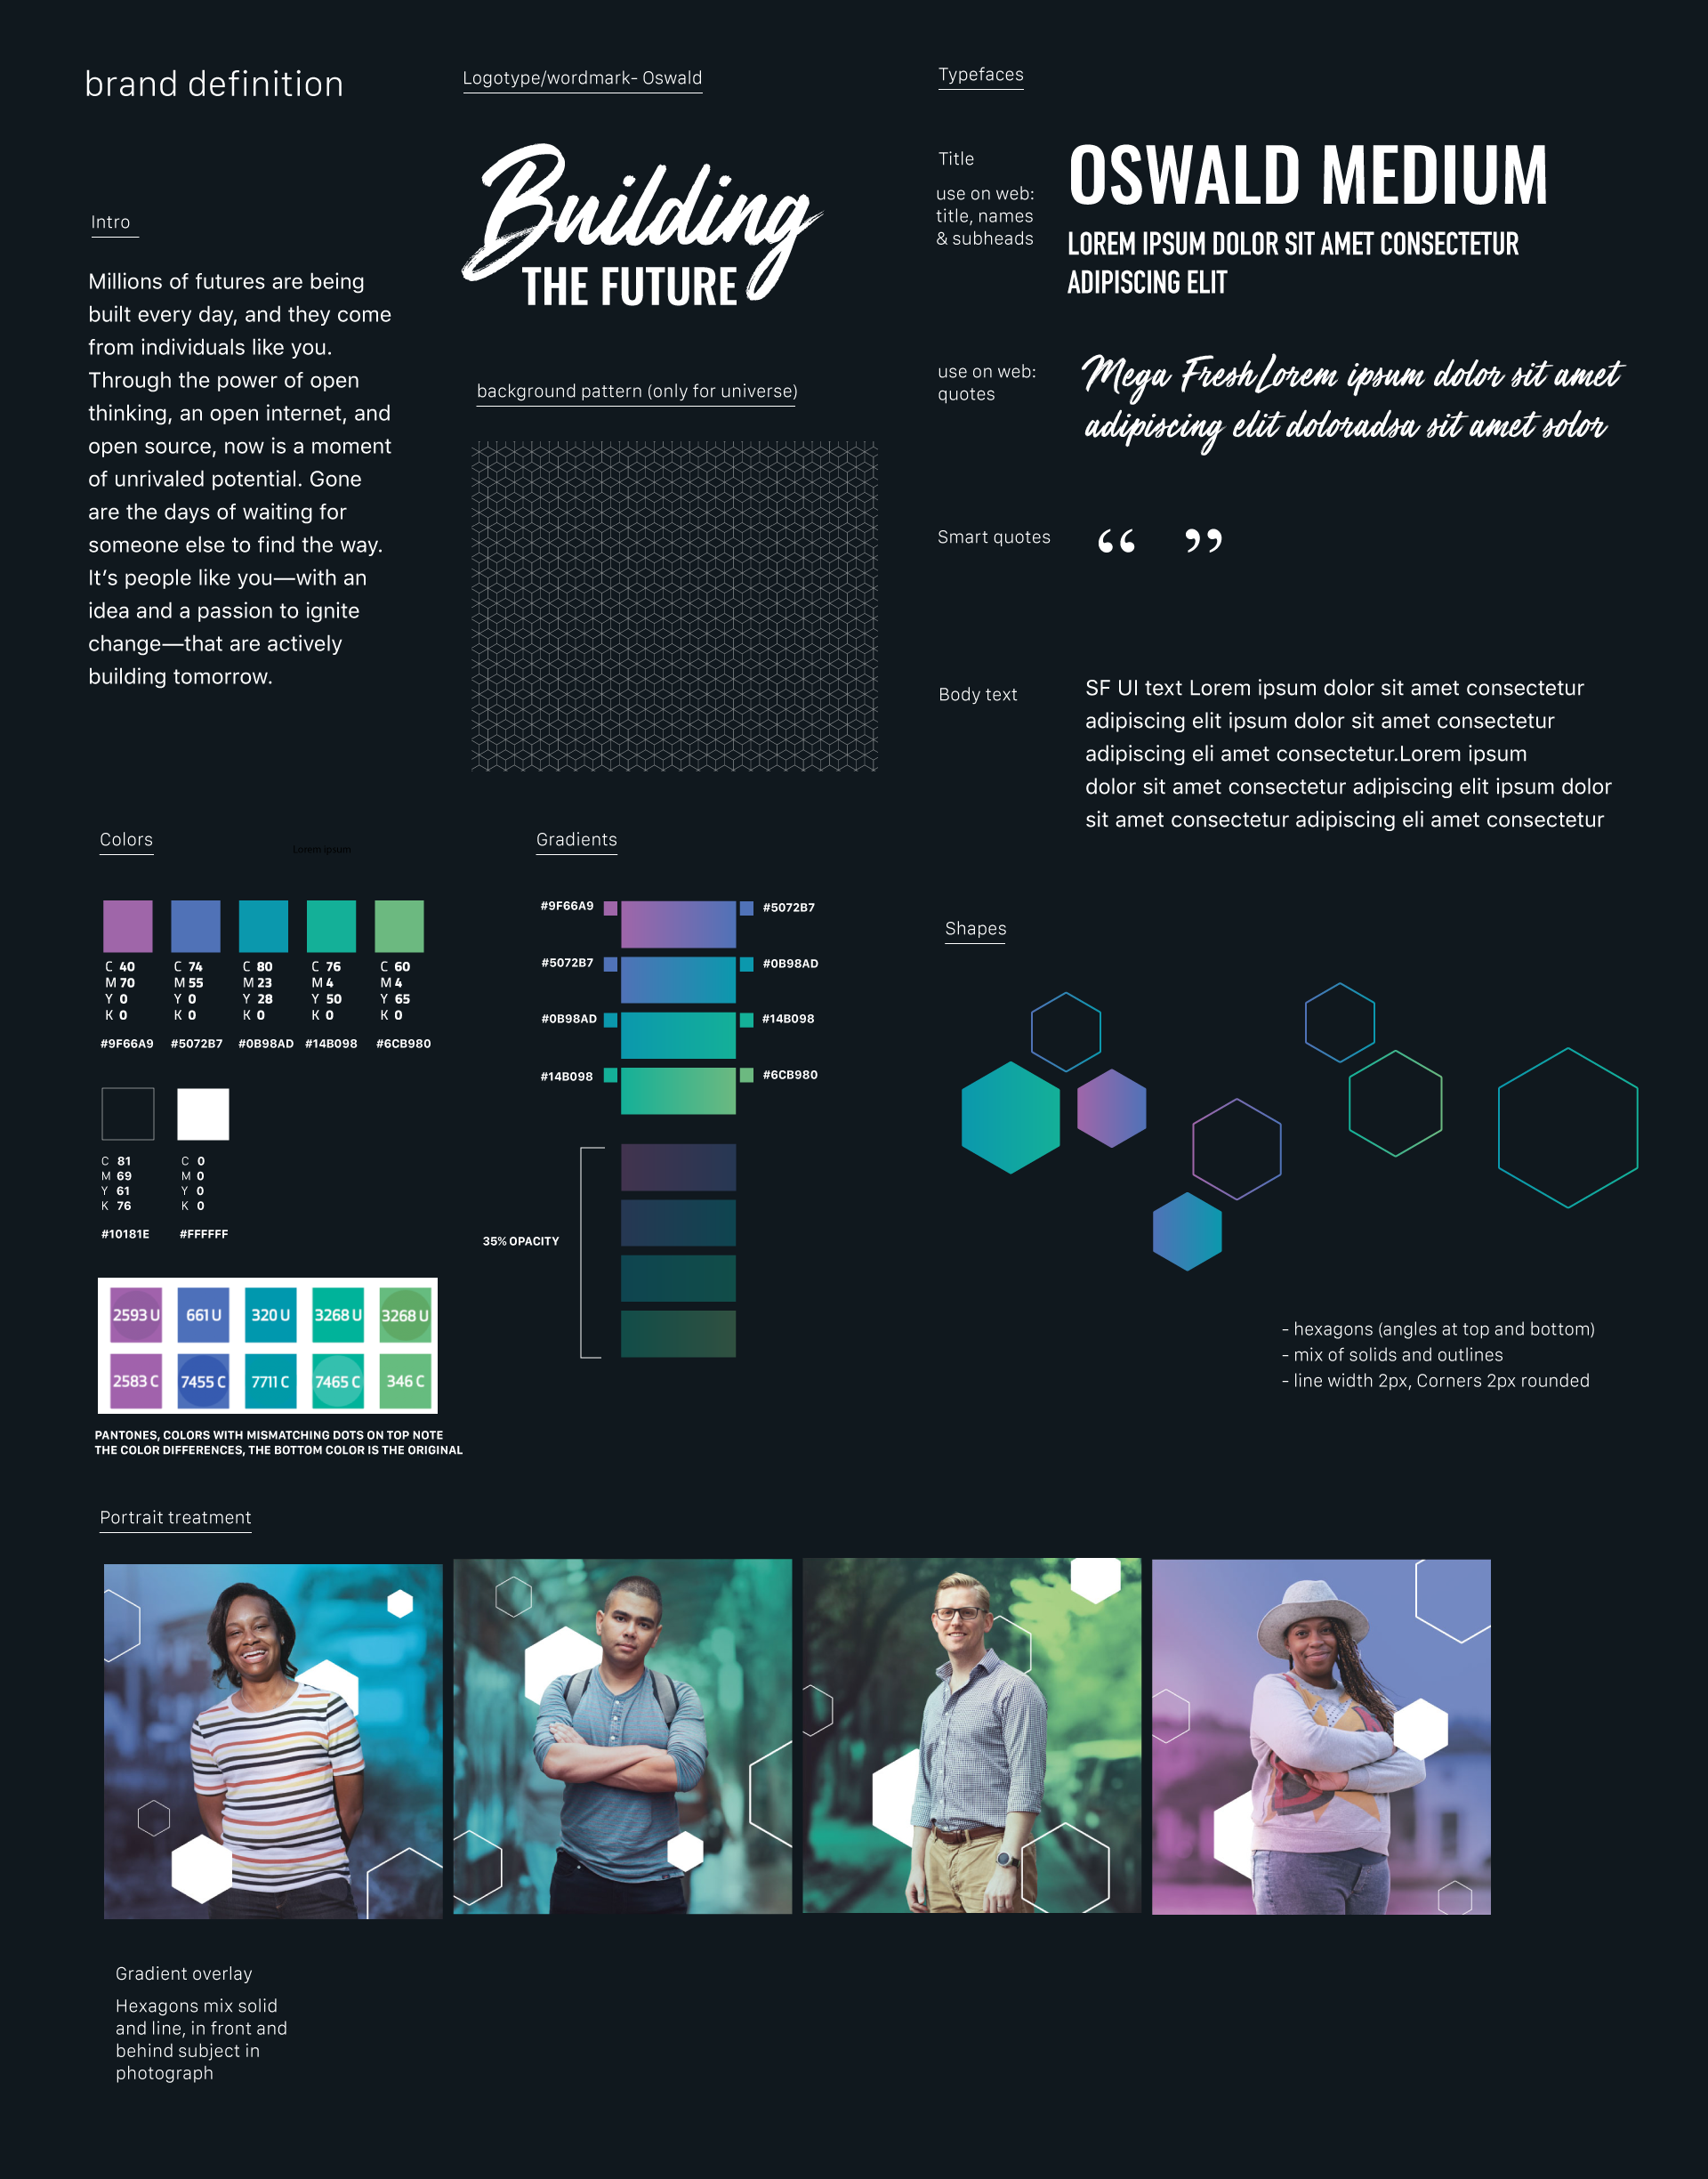 brand definition
Intro
Millions of futures are being
built every day, and they come
from individuals like you.
Through the power of open
thinking, an open internet, and
open source, now is a moment
of unrivaled potential. Gone
are the days of waiting for
someone else to find the way.
It’s people like you—with an
idea and a passion to ignite
change—that are actively
building tomorrow.
Logotype/wordmark- Oswald
Building
THE FUTURE
background pattern (only for universe)
Typefaces
Title
use on web:
title, names
& subheads
OSWALD MEDIUM
LOREM IPSUM DOLOR SIT AMET CONSECTETUR
ADIPISCING ELIT
use on web:
quotes
Mega FreshLorem ipsum dolor sit amet
adipiscing elit doloradsa sit amet solor
Smart quotes
“ ”
Body text
SF UI text Lorem ipsum dolor sit amet consectetur
adipiscing elit ipsum dolor sit amet consectetur
adipiscing eli amet consectetur.Lorem ipsum
dolor sit amet consectetur adipiscing elit ipsum dolor
sit amet consectetur adipiscing eli amet consectetur
Colors
Lorem ipsum
C 40
M 70
Y 0
K 0
#9F66A9
C 74
M 55
Y 0
K 0
#5072B7
C 80
M 23
Y 28
K 0
#0B98AD
C 76
M 4
Y 50
K 0
#14B098
C 60
M 4
Y 65
K 0
#6CB980
C 81
M 69
Y 61
K 76
#10181E
C 0
M 0
Y 0
K 0
#FFFFFF
2593 U 661 U 320 U 3268 U 3268 U
2583 C 7455 C 7711 C 7465 C 346 C
PANTONES, COLORS WITH MISMATCHING DOTS ON TOP NOTE
THE COLOR DIFFERENCES, THE BOTTOM COLOR IS THE ORIGINAL
Gradients
#9F66A9 #5072B7
#5072B7 #0B98AD
#0B98AD #14B098
#14B098 #6CB980
35% OPACITY
Shapes
- hexagons (angles at top and bottom)
- mix of solids and outlines
- line width 2px, Corners 2px rounded
Portrait treatment
Gradient overlay
Hexagons mix solid
and line, in front and
behind subject in
photograph